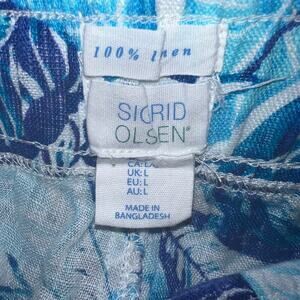 100% linen
SIGRID
OLSEN®
UK: L
EU: L
AU: L
MADE IN
BANGLADESH